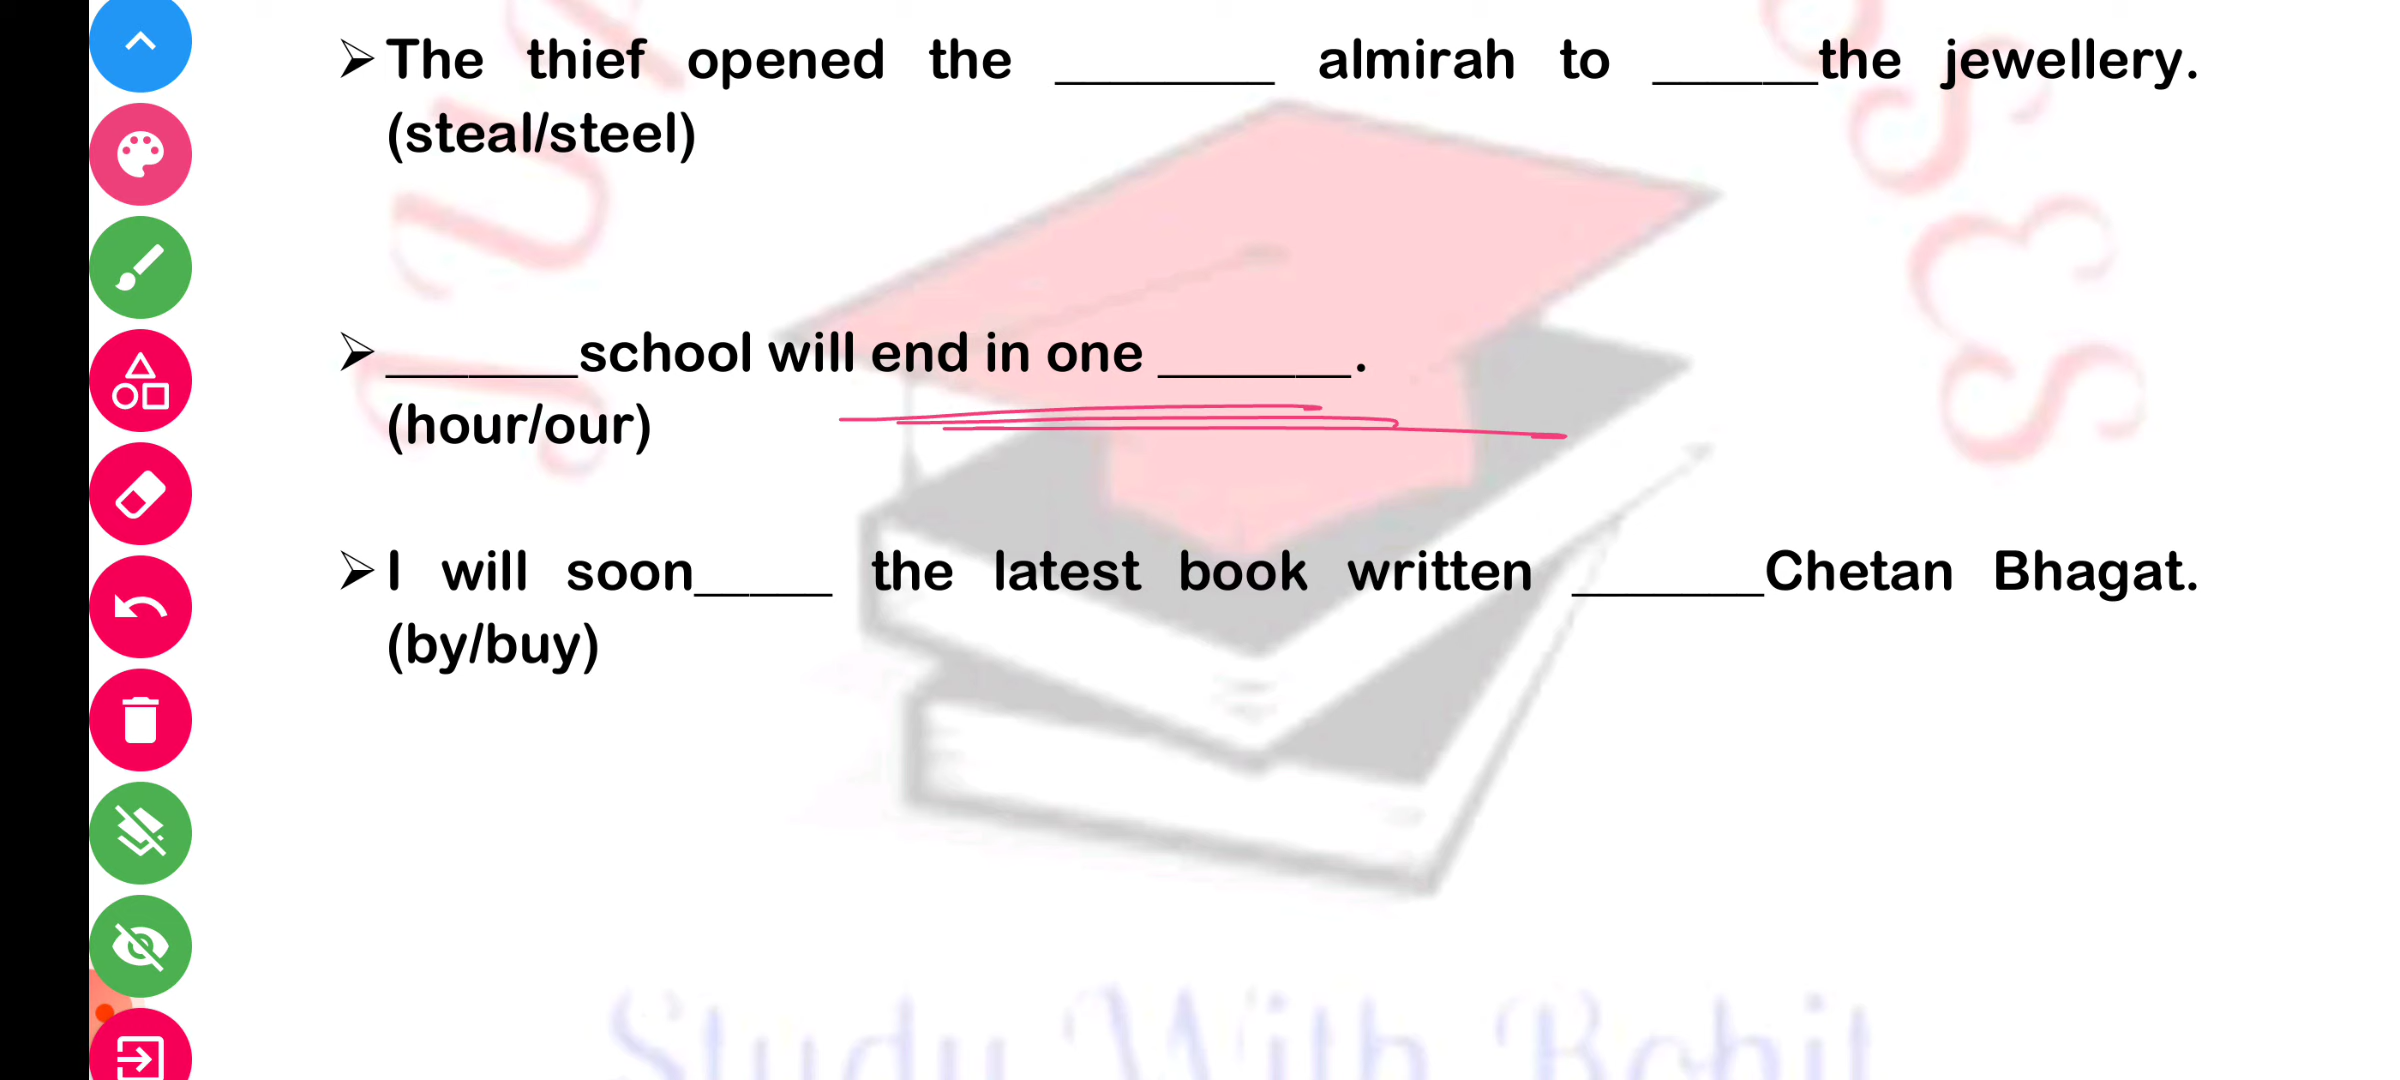 ➢The thief opened the ________ almirah to ______the jewellery.
(steal/steel)
➢_______school will end in one _______.
(hour/our)
➢I will soon_____ the latest book written _______Chetan Bhagat.
(by/buy)
Study With Rohit